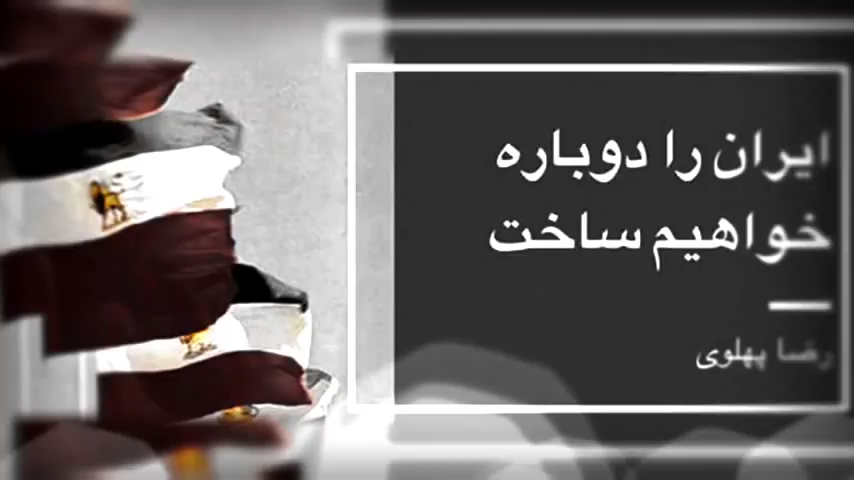 ایران را دوباره
خواهیم ساخت
رضا پهلوی